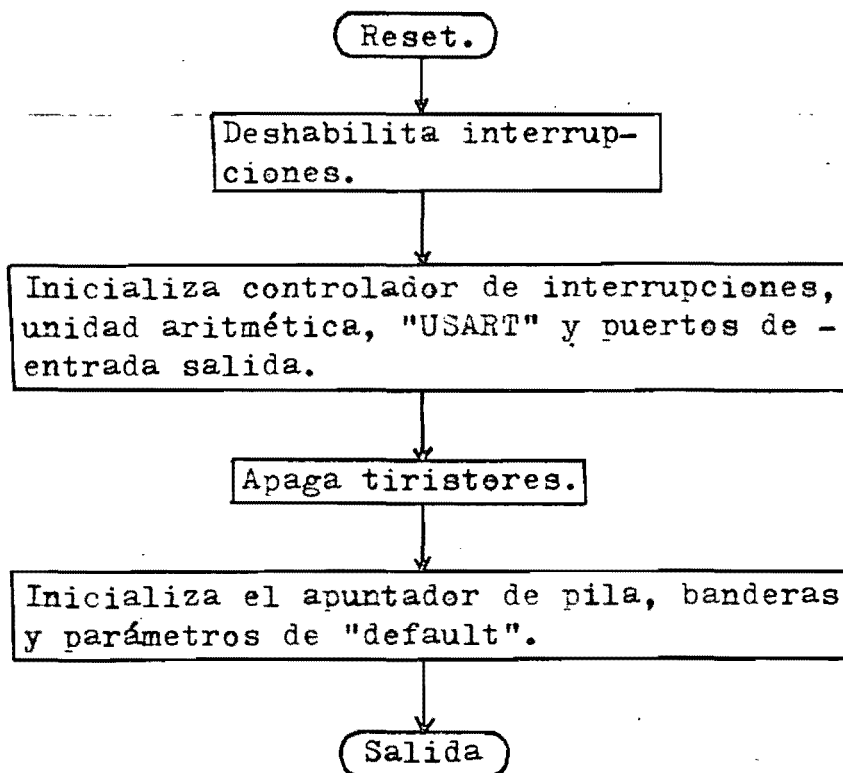 Reset.
Deshabilita interrup-
ciones.
Inicializa controlador de interrupciones,
unidad aritmética, "USART" y puertos de -
entrada salida.
Apaga tiristores.
Inicializa el apuntador de pila, banderas
y parámetros de "default".
Salida